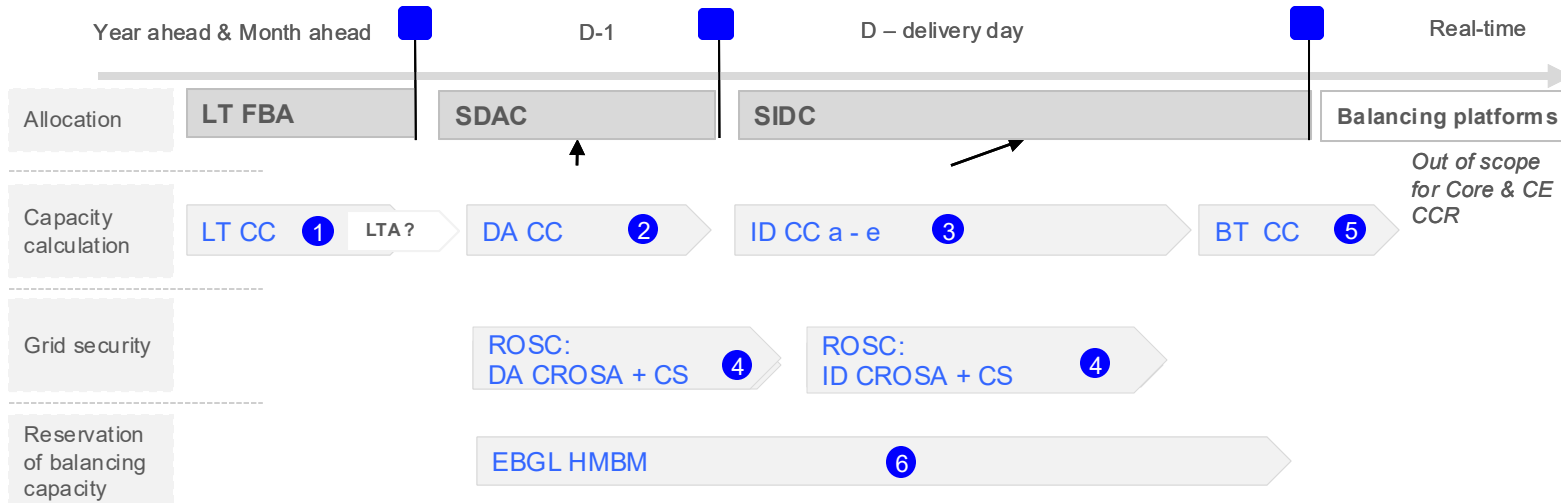 Year ahead & Month ahead
D-1
D – delivery day
Real-time
Allocation
LT FBA
SDAC
SIDC
Balancing platforms
Out of scope
for Core & CE
CCR
Capacity
calculation
LT CC 1
LTA ?
DA CC 2
ID CC a - e 3
BT CC 5
Grid security
ROSC:
DA CROSA + CS 4
ROSC:
ID CROSA + CS 4
Reservation
of balancing
capacity
EBGL HMBM 6